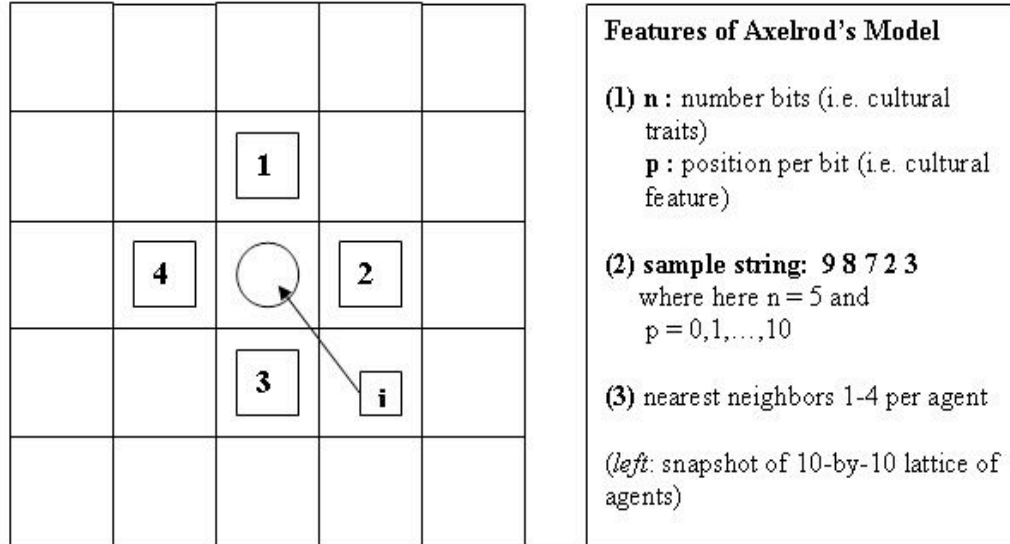 1
4
2
3
i
Features of Axelrod's Model
(1) n : number bits (i.e. cultural
traits)
p : position per bit (i.e. cultural
feature)
(2) sample string: 9 8 7 2 3
where here n = 5 and
p = 0,1,...,10
(3) nearest neighbors 1-4 per agent
(left: snapshot of 10-by-10 lattice of
agents)